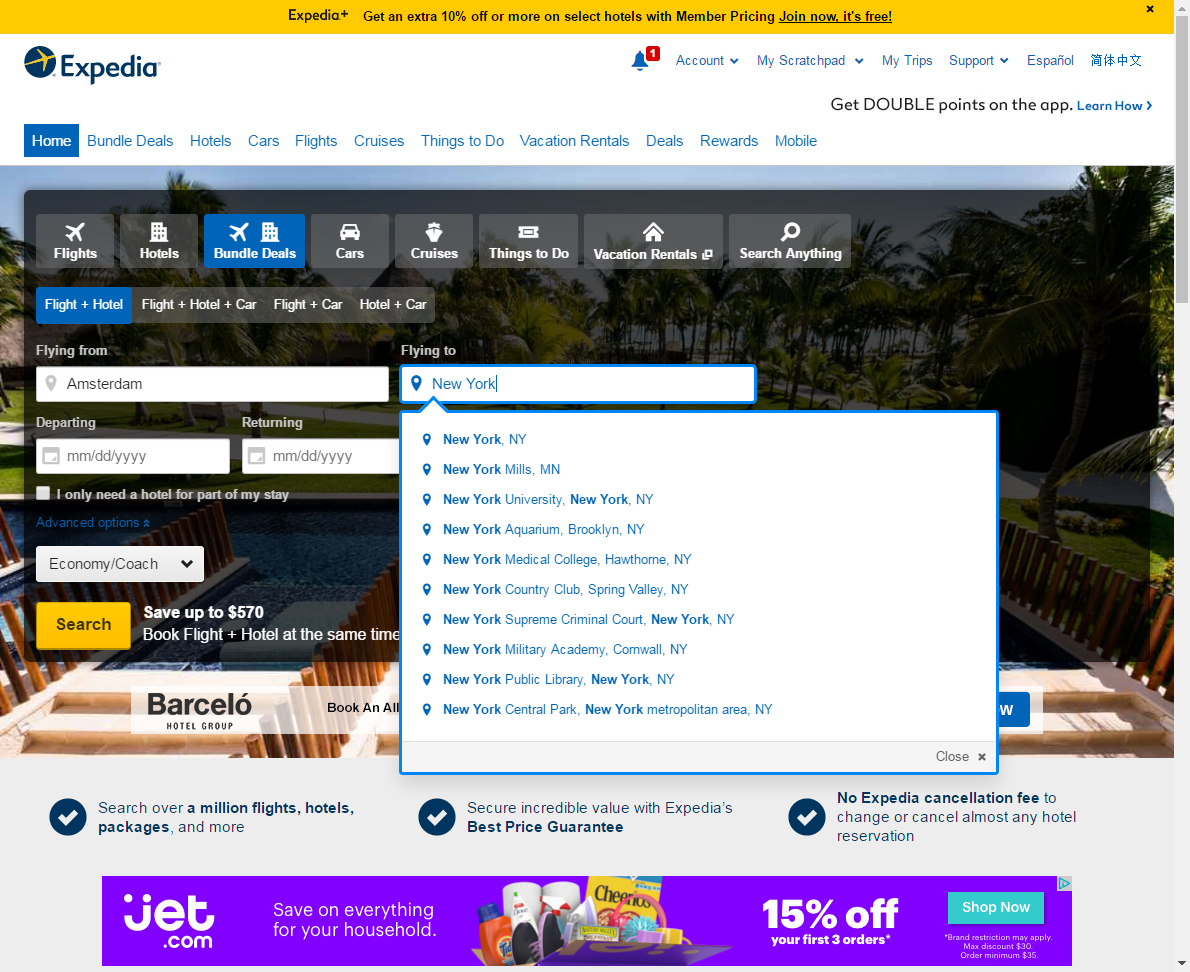 Expedia+ Get an extra 10% off or more on select hotels with Member Pricing Join now, it's free!
Expedia
1 Account My Scratchpad My Trips Support Español 简体中文
Get DOUBLE points on the app. Learn How
Home Bundle Deals Hotels Cars Flights Cruises Things to Do Vacation Rentals Deals Rewards Mobile
Flights Hotels Bundle Deals Cars Cruises Things to Do Vacation Rentals Search Anything
Flight + Hotel Flight + Hotel + Car Flight + Car Hotel + Car
Flying from Flying to
Amsterdam New York
Departing Returning
mm/dd/yyyy mm/dd/yyyy
I only need a hotel for part of my stay
Advanced options
Economy/Coach
Search
Save up to $570
Book Flight + Hotel at the same time
New York, NY
New York Mills, MN
New York University, New York, NY
New York Aquarium, Brooklyn, NY
New York Medical College, Hawthorne, NY
New York Country Club, Spring Valley, NY
New York Supreme Criminal Court, New York, NY
New York Military Academy, Cornwall, NY
New York Public Library, New York, NY
New York Central Park, New York metropolitan area, NY
Close
Barceló
HOTEL GROUP
Book An All
W
Search over a million flights, hotels,
packages, and more
Secure incredible value with Expedia's
Best Price Guarantee
No Expedia cancellation fee to
change or cancel almost any hotel
reservation
Jet
.com
Save on everything
for your household.
Tide
Dove
Cheerios
NATURE VALLEY
15% off
your first 3 orders*
Shop Now
*Brand restriction may apply.
Max discount $30.
Order minimum $35.